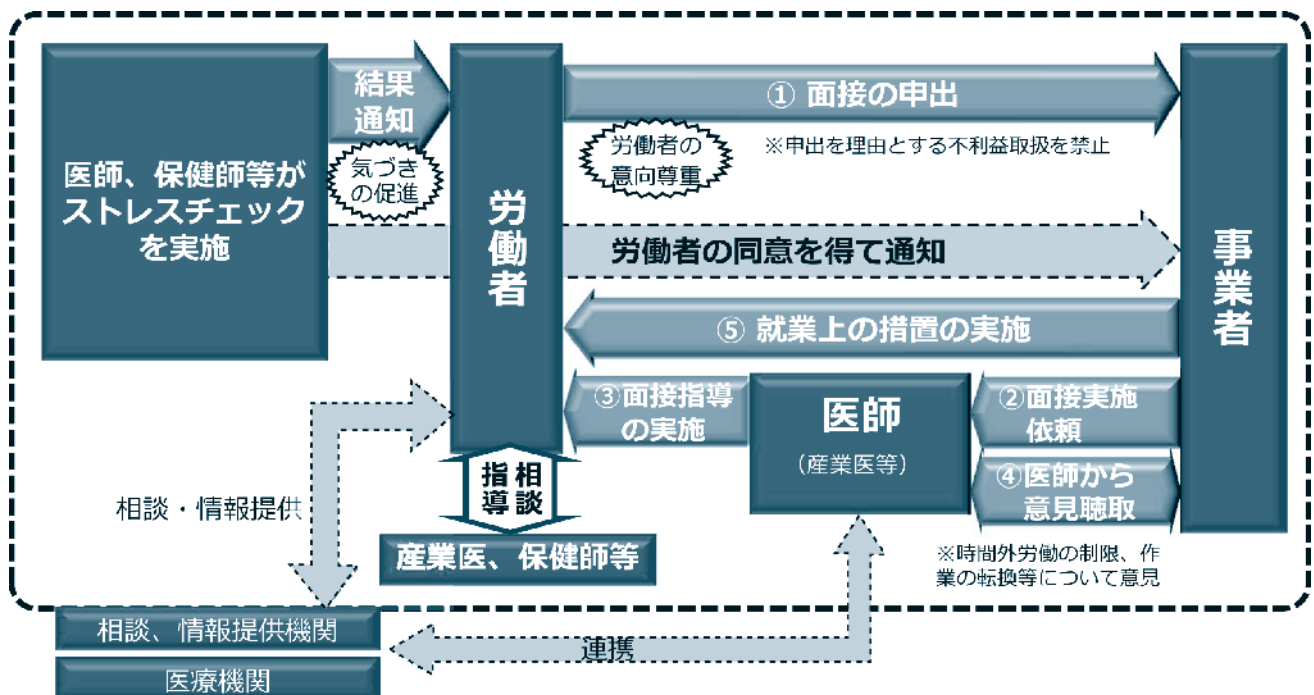 医師、保健師等が
ストレスチェック
を実施
結果
通知
気づき
の促進
労働者
① 面接の申出
労働者の
意向尊重
※申出を理由とする不利益取扱を禁止
労働者の同意を得て通知
事業者
⑤ 就業上の措置の実施
③面接指導
の実施
医師
（産業医等）
②面接実施
依頼
④医師から
意見聴取
※時間外労働の制限、作
業の転換等について意見
相談
指導
産業医、保健師等
相談・情報提供
相談、情報提供機関
医療機関
連携